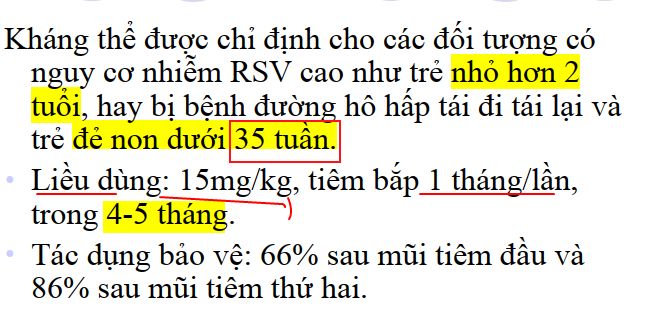 Kháng thể được chỉ định cho các đối tượng có
nguy cơ nhiễm RSV cao như trẻ nhỏ hơn 2
tuổi, hay bị bệnh đường hô hấp tái đi tái lại và
trẻ đẻ non dưới 35 tuần.
• Liều dùng: 15mg/kg, tiêm bắp 1 tháng/lần,
trong 4-5 tháng.
• Tác dụng bảo vệ: 66% sau mũi tiêm đầu và
86% sau mũi tiêm thứ hai.